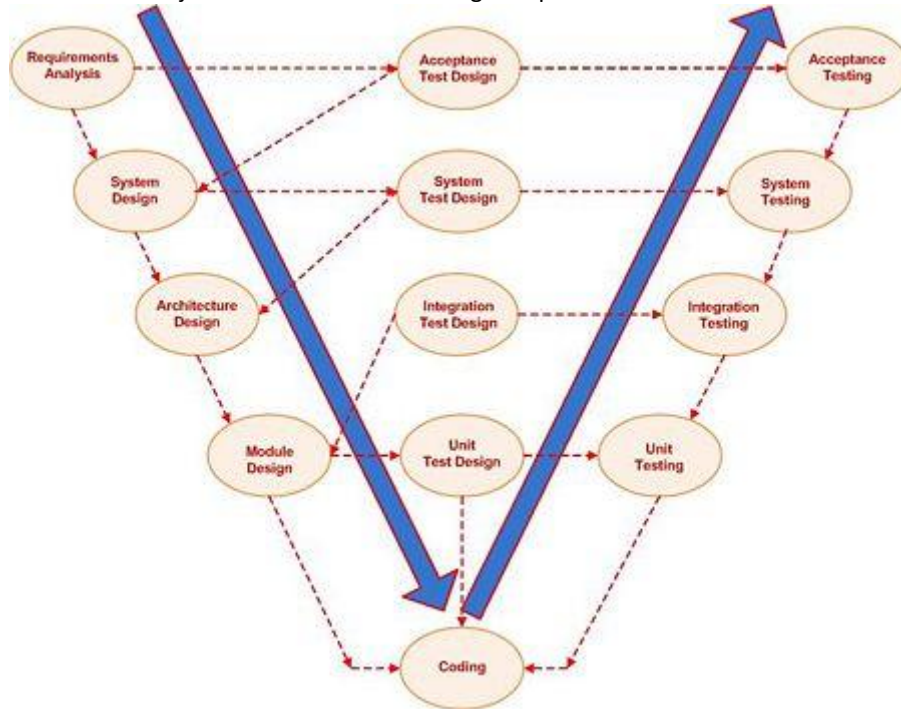 Requirements
Analysis
Acceptance
Test Design
Acceptance
Testing
System
Design
System
Test Design
System
Testing
Architecture
Design
Integration
Test Design
Integration
Testing
Module
Design
Unit
Test Design
Unit
Testing
Coding